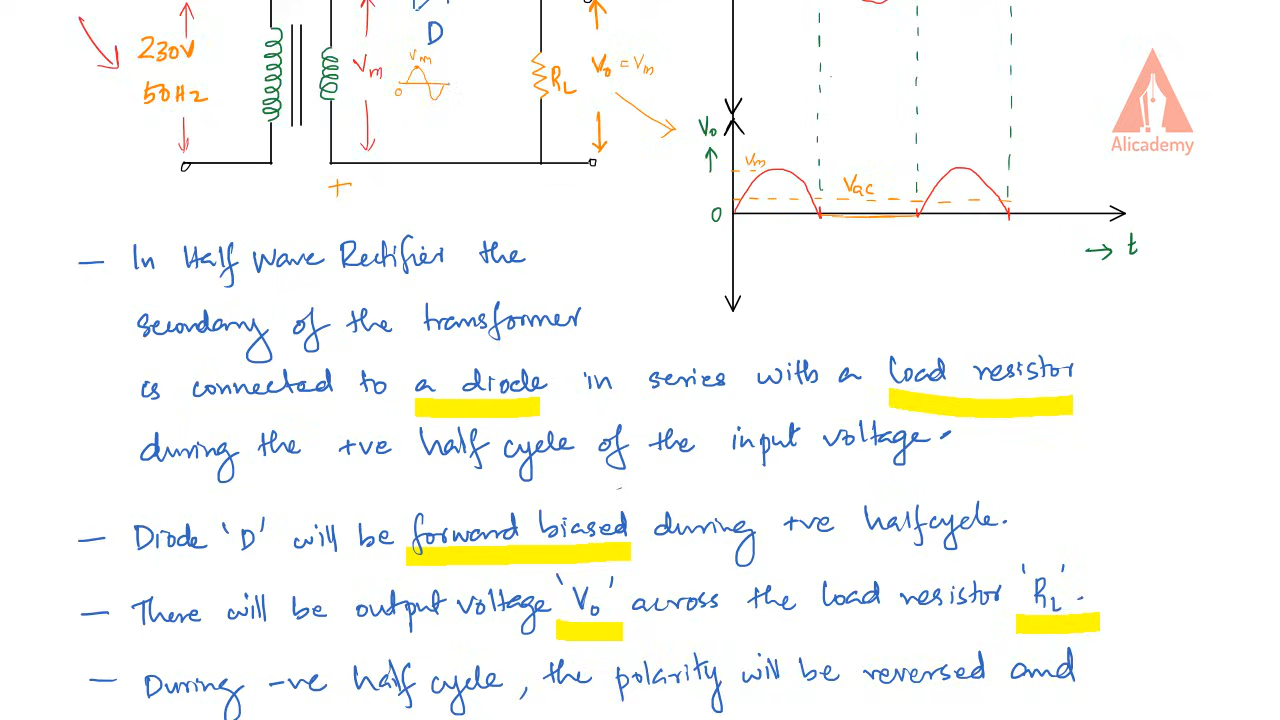 230V
50Hz
Vm
Vm
0
D
RL
Vo = Vm
+
Vo
Vm
Vac
0
t
Alicademy
– In Half Wave Rectifier the
secondary of the transformer
is connected to a diode in series with a load resistor
during the +ve half cycle of the input voltage.
– Diode 'D' will be forward biased during +ve halfcycle.
– There will be output voltage 'Vo' across the load resistor 'RL'.
– During -ve half cycle, the polarity will be reversed and